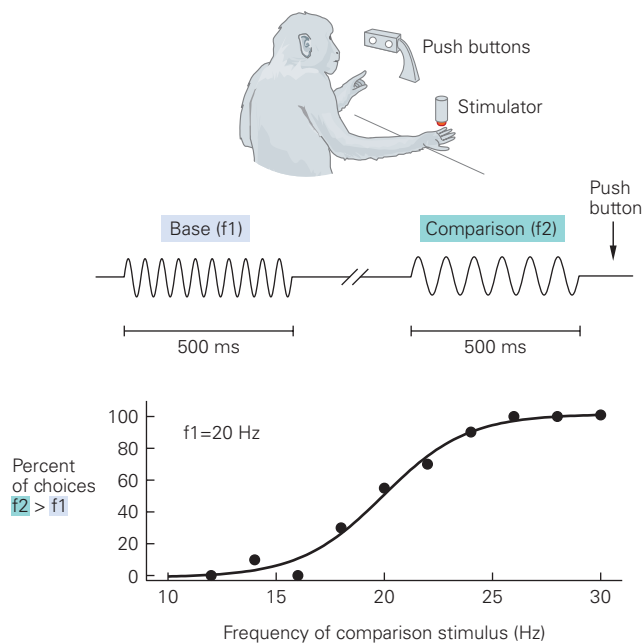 Push buttons
Stimulator
Push
button
Base (f1)
Comparison (f2)
500 ms
500 ms
100
80
60
40
20
0
f1=20 Hz
Percent
of choices
f2 > f1
10
15
20
25
30
Frequency of comparison stimulus (Hz)